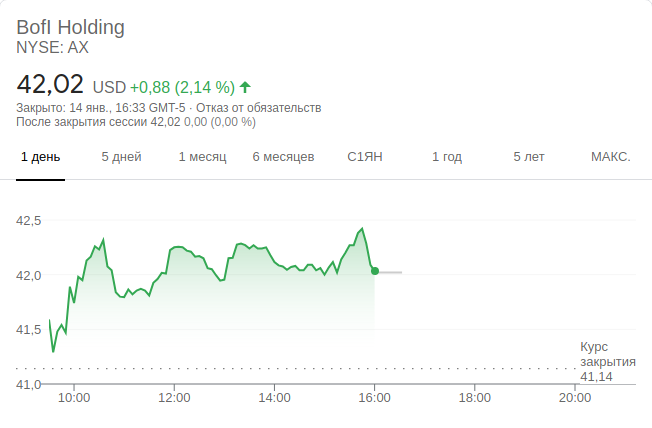 BofI Holding
NYSE: AX
42,02 USD +0,88 (2,14 %)
Закрыто: 14 янв., 16:33 GMT-5 · Отказ от обязательств
После закрытия сессии 42,02 0,00 (0,00 %)
1 день 5 дней 1 месяц 6 месяцев С1ЯН 1 год 5 лет МАКС.
42,5
42,0
41,5
41,0
Курс
закрытия
41,14
10:00 12:00 14:00 16:00 18:00 20:00